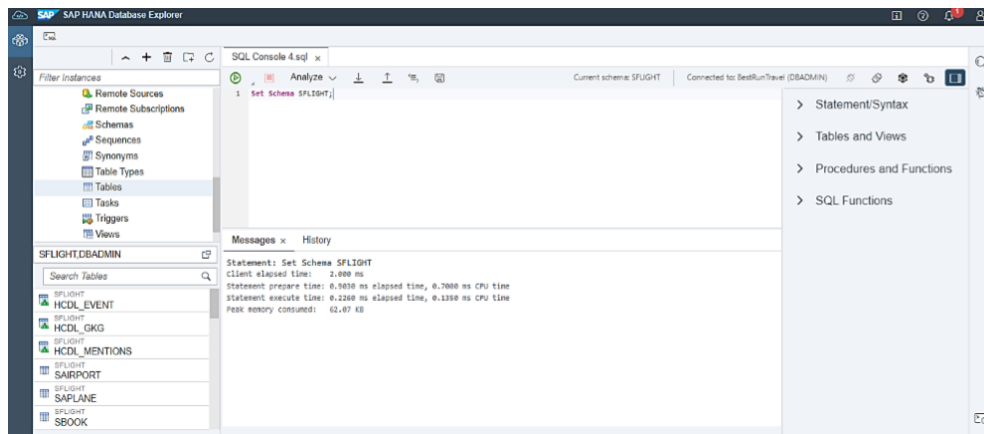 SAP SAP HANA Database Explorer
SQL Console 4.sql ×
Filter Instances
Remote Sources
Remote Subscriptions
Schemas
Sequences
Synonyms
Table Types
Tables
Tasks
Triggers
Views
SFLIGHT,DBADMIN
Search Tables
SFLIGHT
HCDL_EVENT
SFLIGHT
HCDL_GKG
SFLIGHT
HCDL_MENTIONS
SFLIGHT
SAIRPORT
SFLIGHT
SAPLANE
SFLIGHT
SBOOK
Analyze
Current schema: SFLIGHT
Connected to: BestRunTravel (DBADMIN)
1 Set Schema SFLIGHT;
Statement/Syntax
Tables and Views
Procedures and Functions
SQL Functions
Messages × History
Statement: Set Schema SFLIGHT
Client elapsed time: 2.000 ms
Statement prepare time: 0.9030 ms elapsed time, 0.7000 ms CPU time
Statement execute time: 0.2260 ms elapsed time, 0.1350 ms CPU time
Peak memory consumed: 62.07 KB